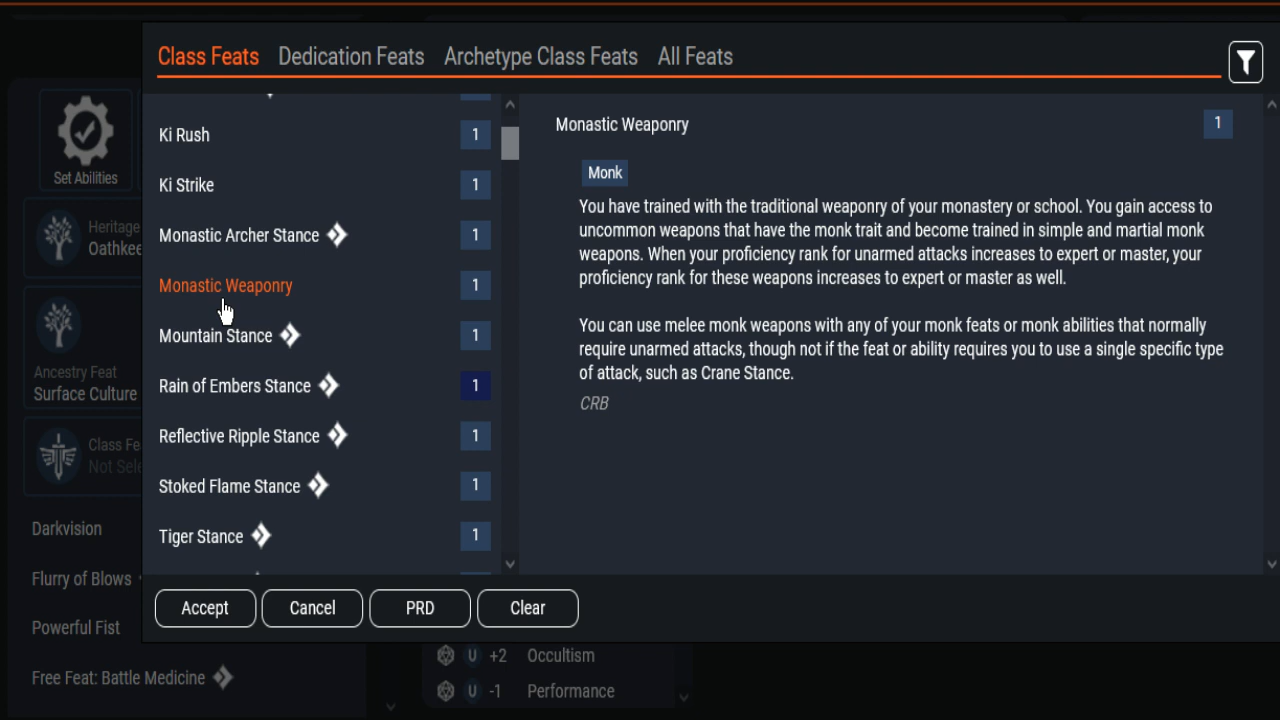 Class Feats Dedication Feats Archetype Class Feats All Feats
Set Abilities
Heritage
Oathkee
Ancestry Feat
Surface Culture
Class Fe
Not Sele
Darkvision
Flurry of Blows
Powerful Fist
Free Feat: Battle Medicine
Ki Rush 1
Ki Strike 1
Monastic Archer Stance 1
Monastic Weaponry 1
Mountain Stance 1
Rain of Embers Stance 1
Reflective Ripple Stance 1
Stoked Flame Stance 1
Tiger Stance 1
Monastic Weaponry 1
Monk
You have trained with the traditional weaponry of your monastery or school. You gain access to
uncommon weapons that have the monk trait and become trained in simple and martial monk
weapons. When your proficiency rank for unarmed attacks increases to expert or master, your
proficiency rank for these weapons increases to expert or master as well.
You can use melee monk weapons with any of your monk feats or monk abilities that normally
require unarmed attacks, though not if the feat or ability requires you to use a single specific type
of attack, such as Crane Stance.
CRB
Accept Cancel PRD Clear
U +2 Occultism
U -1 Performance